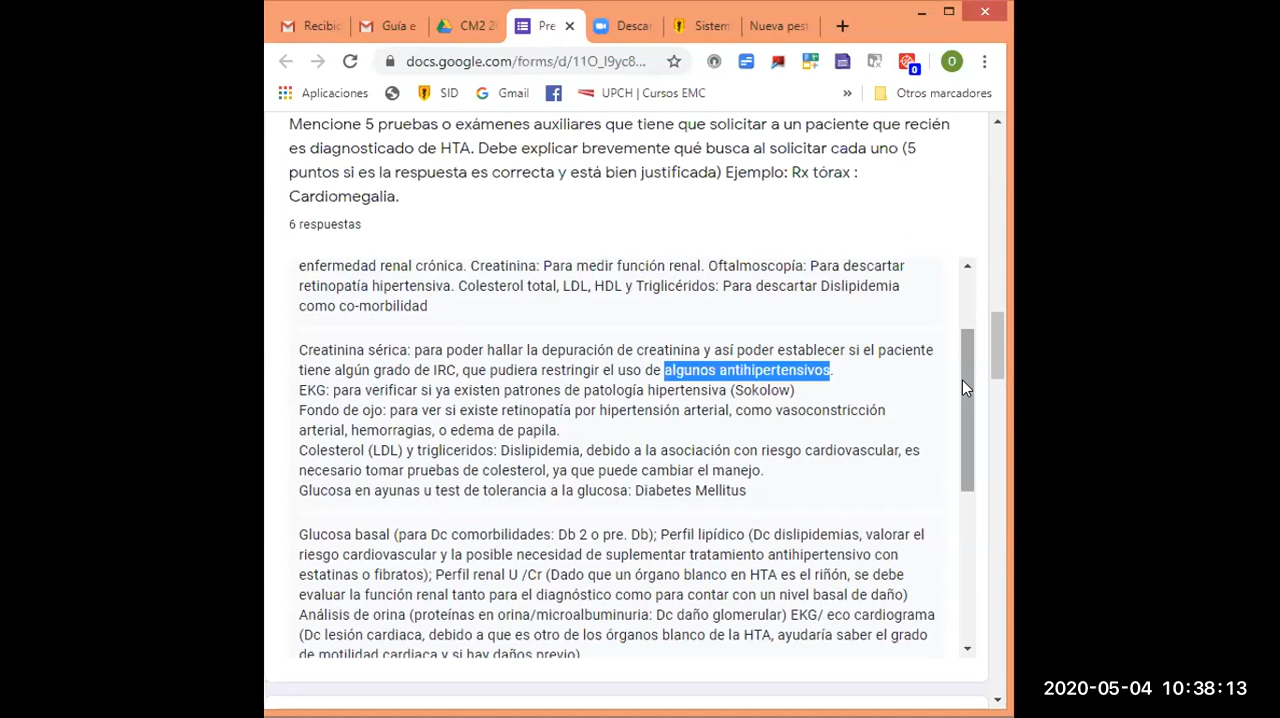 Recibi
Guía e
CM2 2
Pre
Descar
Sistem
Nueva pest
docs.google.com/forms/d/11O_I9yc8...
0
O
Aplicaciones
SID
Gmail
UPCH | Cursos EMC
»
Otros marcadores
Mencione 5 pruebas o exámenes auxiliares que tiene que solicitar a un paciente que recién
es diagnosticado de HTA. Debe explicar brevemente qué busca al solicitar cada uno (5
puntos si es la respuesta es correcta y está bien justificada) Ejemplo: Rx tórax :
Cardiomegalia.
6 respuestas
enfermedad renal crónica. Creatinina: Para medir función renal. Oftalmoscopía: Para descartar
retinopatía hipertensiva. Colesterol total, LDL, HDL y Triglicéridos: Para descartar Dislipidemia
como co-morbilidad
Creatinina sérica: para poder hallar la depuración de creatinina y así poder establecer si el paciente
tiene algún grado de IRC, que pudiera restringir el uso de algunos antihipertensivos.
EKG: para verificar si ya existen patrones de patología hipertensiva (Sokolow)
Fondo de ojo: para ver si existe retinopatía por hipertensión arterial, como vasoconstricción
arterial, hemorragias, o edema de papila.
Colesterol (LDL) y trigliceridos: Dislipidemia, debido a la asociación con riesgo cardiovascular, es
necesario tomar pruebas de colesterol, ya que puede cambiar el manejo.
Glucosa en ayunas u test de tolerancia a la glucosa: Diabetes Mellitus
Glucosa basal (para Dc comorbilidades: Db 2 o pre. Db); Perfil lipídico (Dc dislipidemias, valorar el
riesgo cardiovascular y la posible necesidad de suplementar tratamiento antihipertensivo con
estatinas o fibratos); Perfil renal U /Cr (Dado que un órgano blanco en HTA es el riñón, se debe
evaluar la función renal tanto para el diagnóstico como para contar con un nivel basal de daño)
Análisis de orina (proteínas en orina/microalbuminuria: Dc daño glomerular) EKG/ eco cardiograma
(Dc lesión cardiaca, debido a que es otro de los órganos blanco de la HTA, ayudaría saber el grado
de motilidad cardiaca y si hay daños previo)
2020-05-04 10:38:13